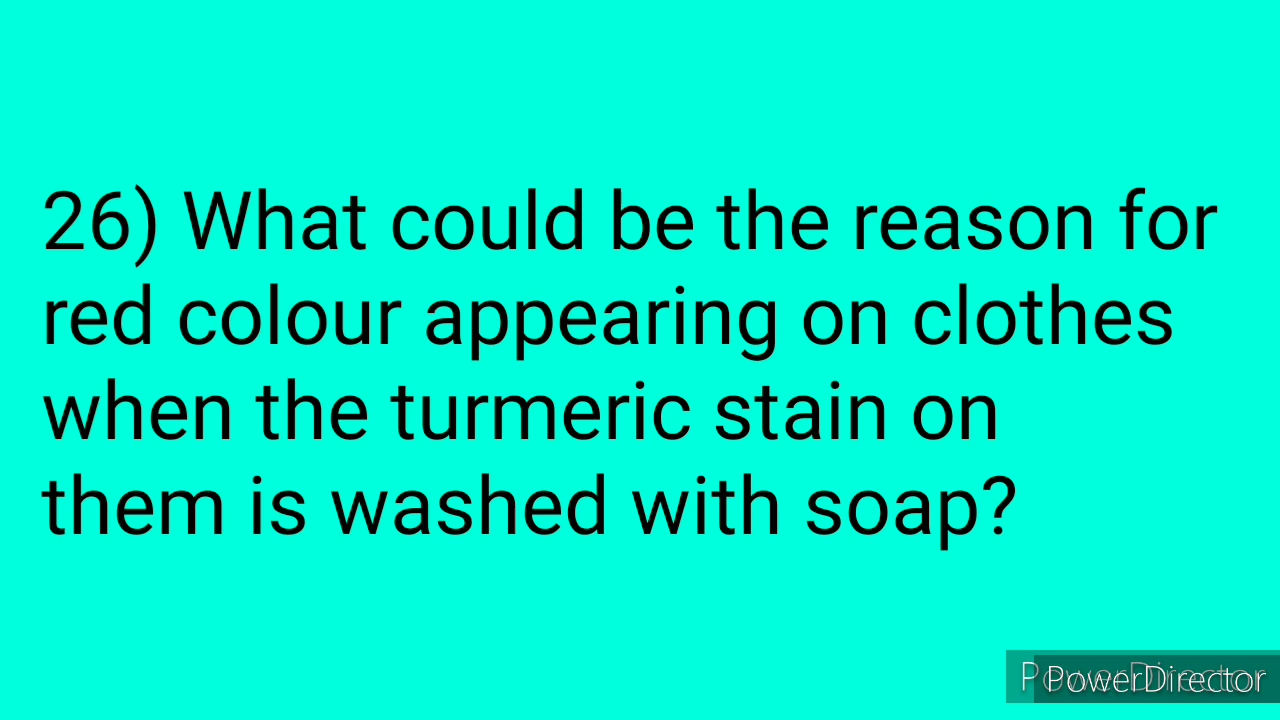 26) What could be the reason for
red colour appearing on clothes
when the turmeric stain on
them is washed with soap?
PowerDirector
PowerDirector